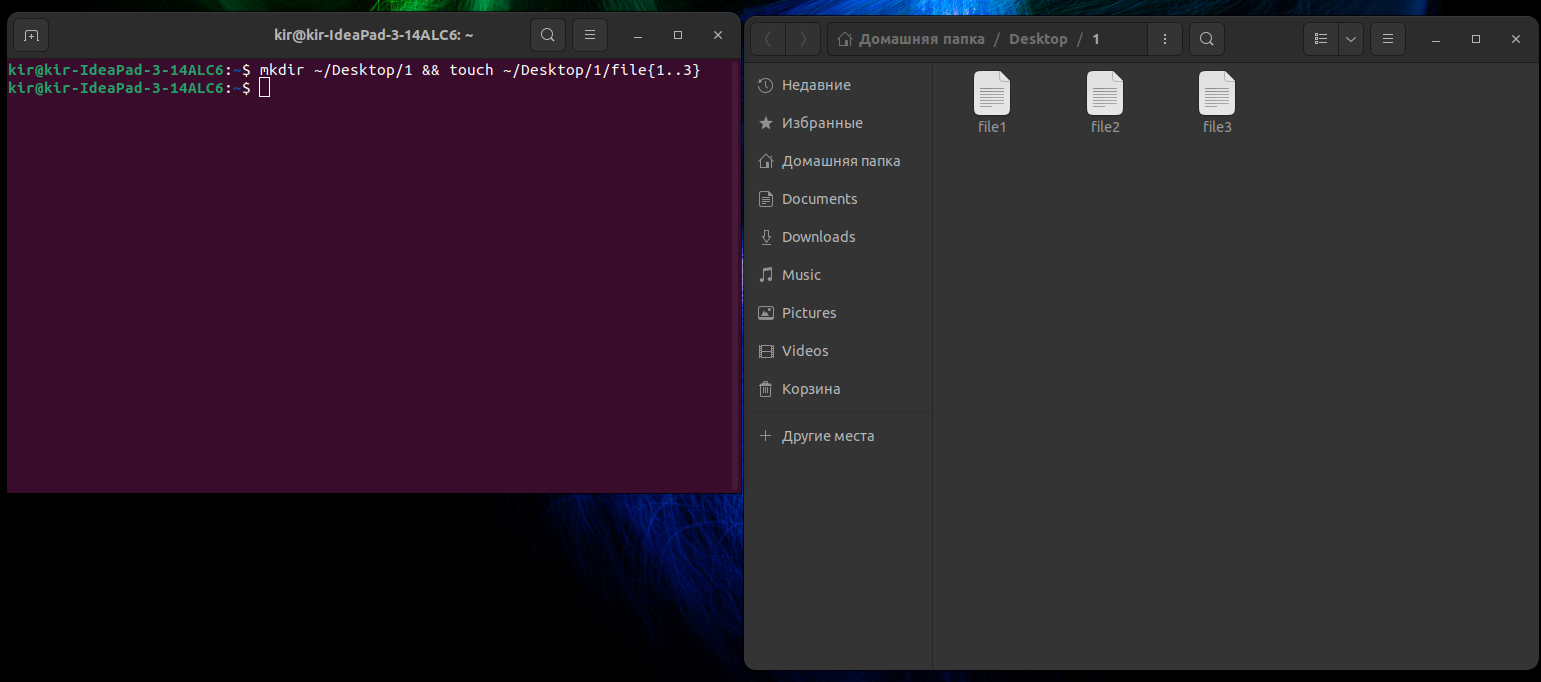 kir@kir-IdeaPad-3-14ALC6: ~
kir@kir-IdeaPad-3-14ALC6:~$ mkdir ~/Desktop/1 && touch ~/Desktop/1/file{1..3}
kir@kir-IdeaPad-3-14ALC6:~$
Домашняя папка / Desktop / 1
Недавние
Избранные
Домашняя папка
Documents
Downloads
Music
Pictures
Videos
Корзина
Другие места
file1 file2 file3